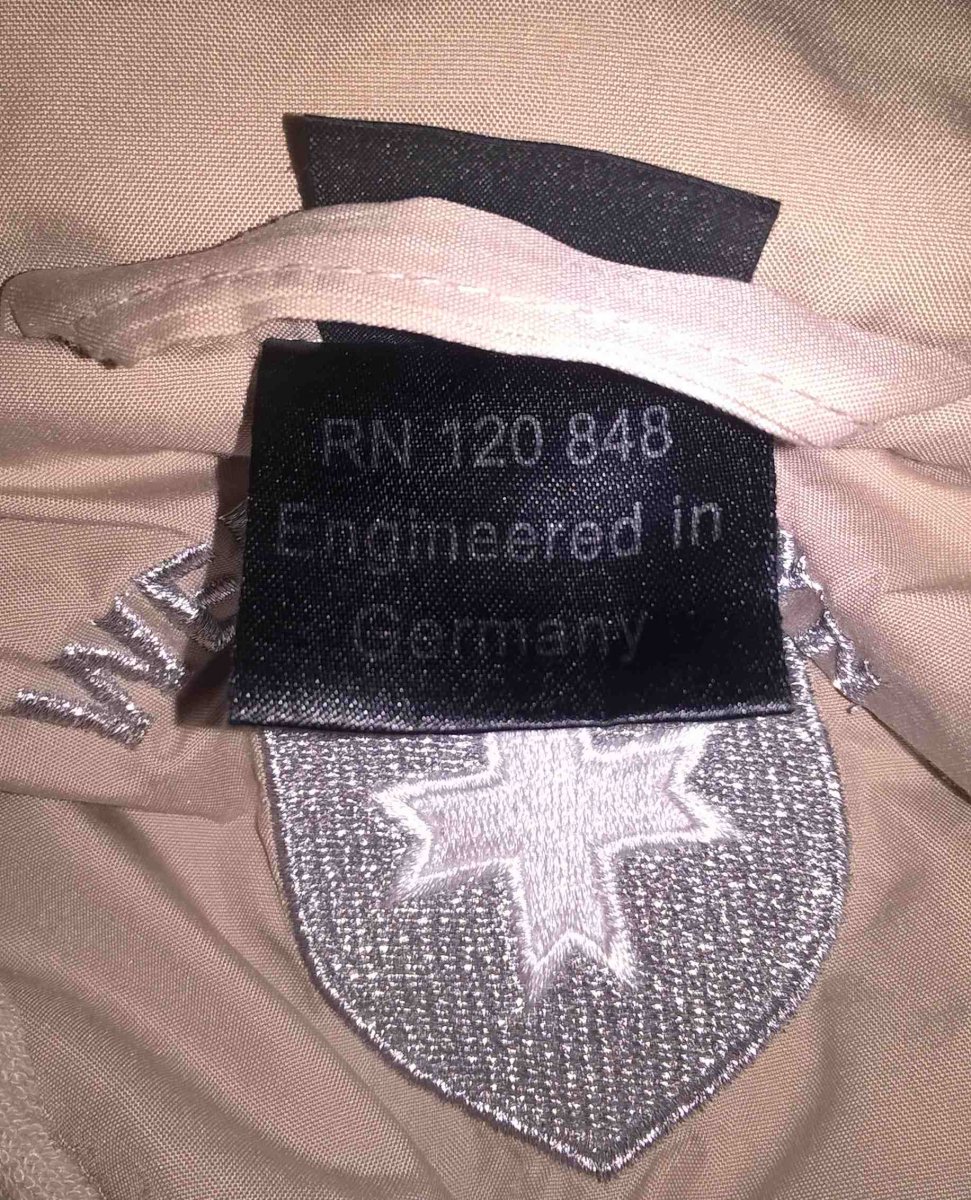 RN 120 848
Engineered in
Germany